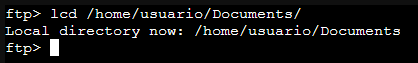 ftp> lcd /home/usuario/Documents/
Local directory now: /home/usuario/Documents
ftp>